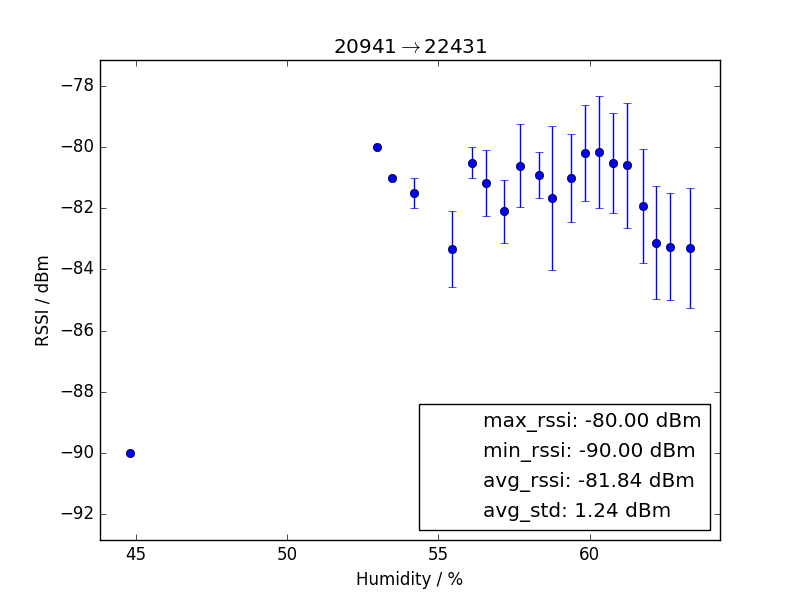 20941→22431
−78
−80
−82
−84
−86
−88
−90
−92
RSSI / dBm
max_rssi: -80.00 dBm
min_rssi: -90.00 dBm
avg_rssi: -81.84 dBm
avg_std: 1.24 dBm
45 50 55 60
Humidity / %